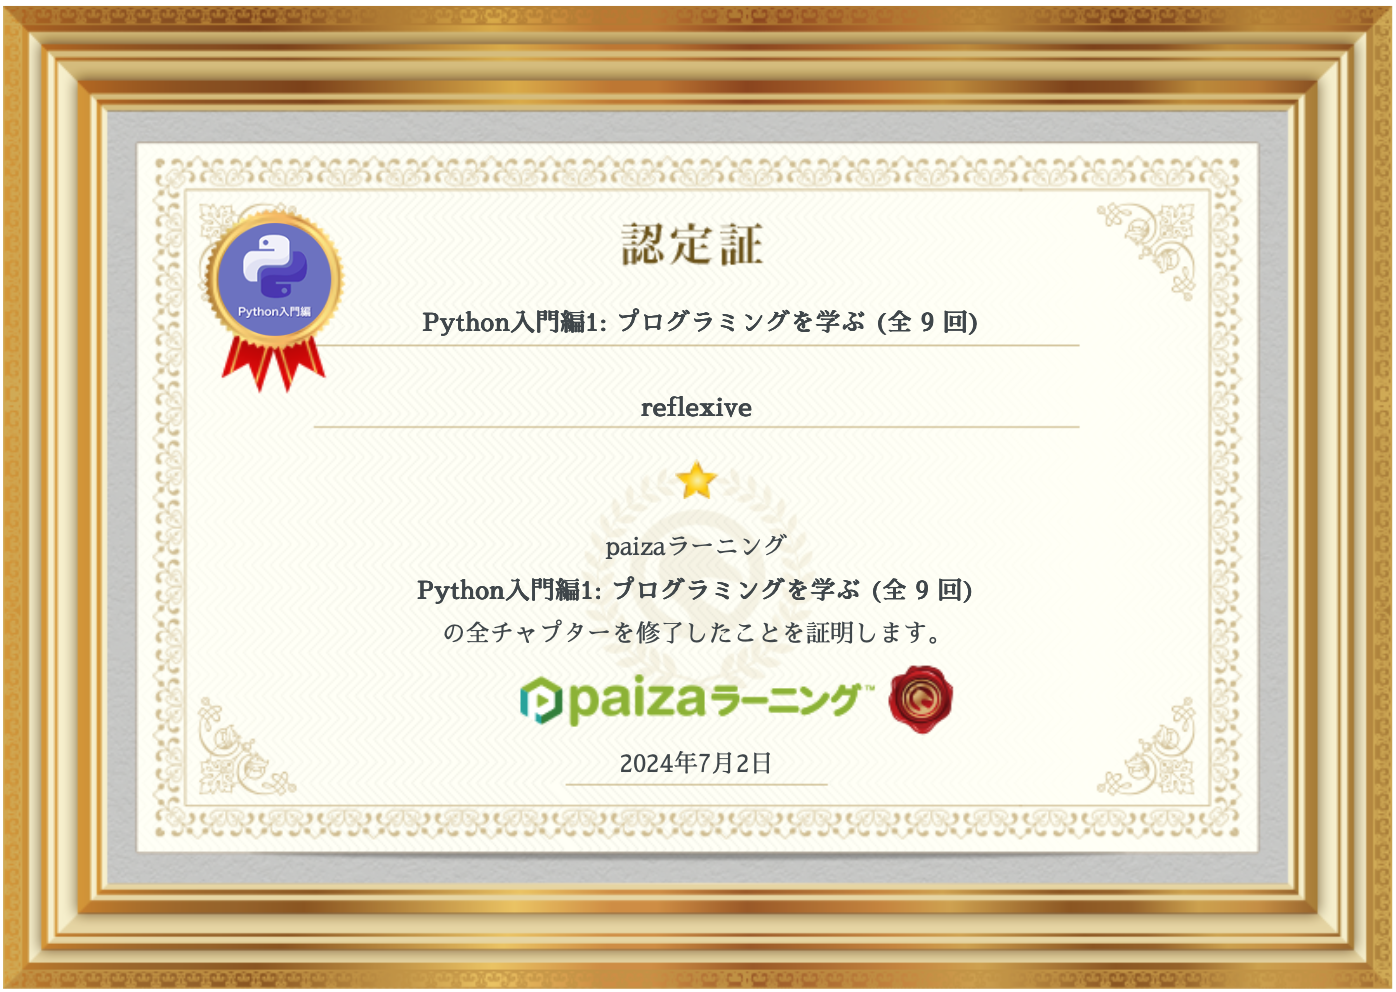 認定証
Python入門編
Python入門編1: プログラミングを学ぶ (全 9 回)
reflexive
paizaラーニング
Python入門編1: プログラミングを学ぶ (全 9 回)
の全チャプターを修了したことを証明します。
paizaラーニング™
2024年7月2日